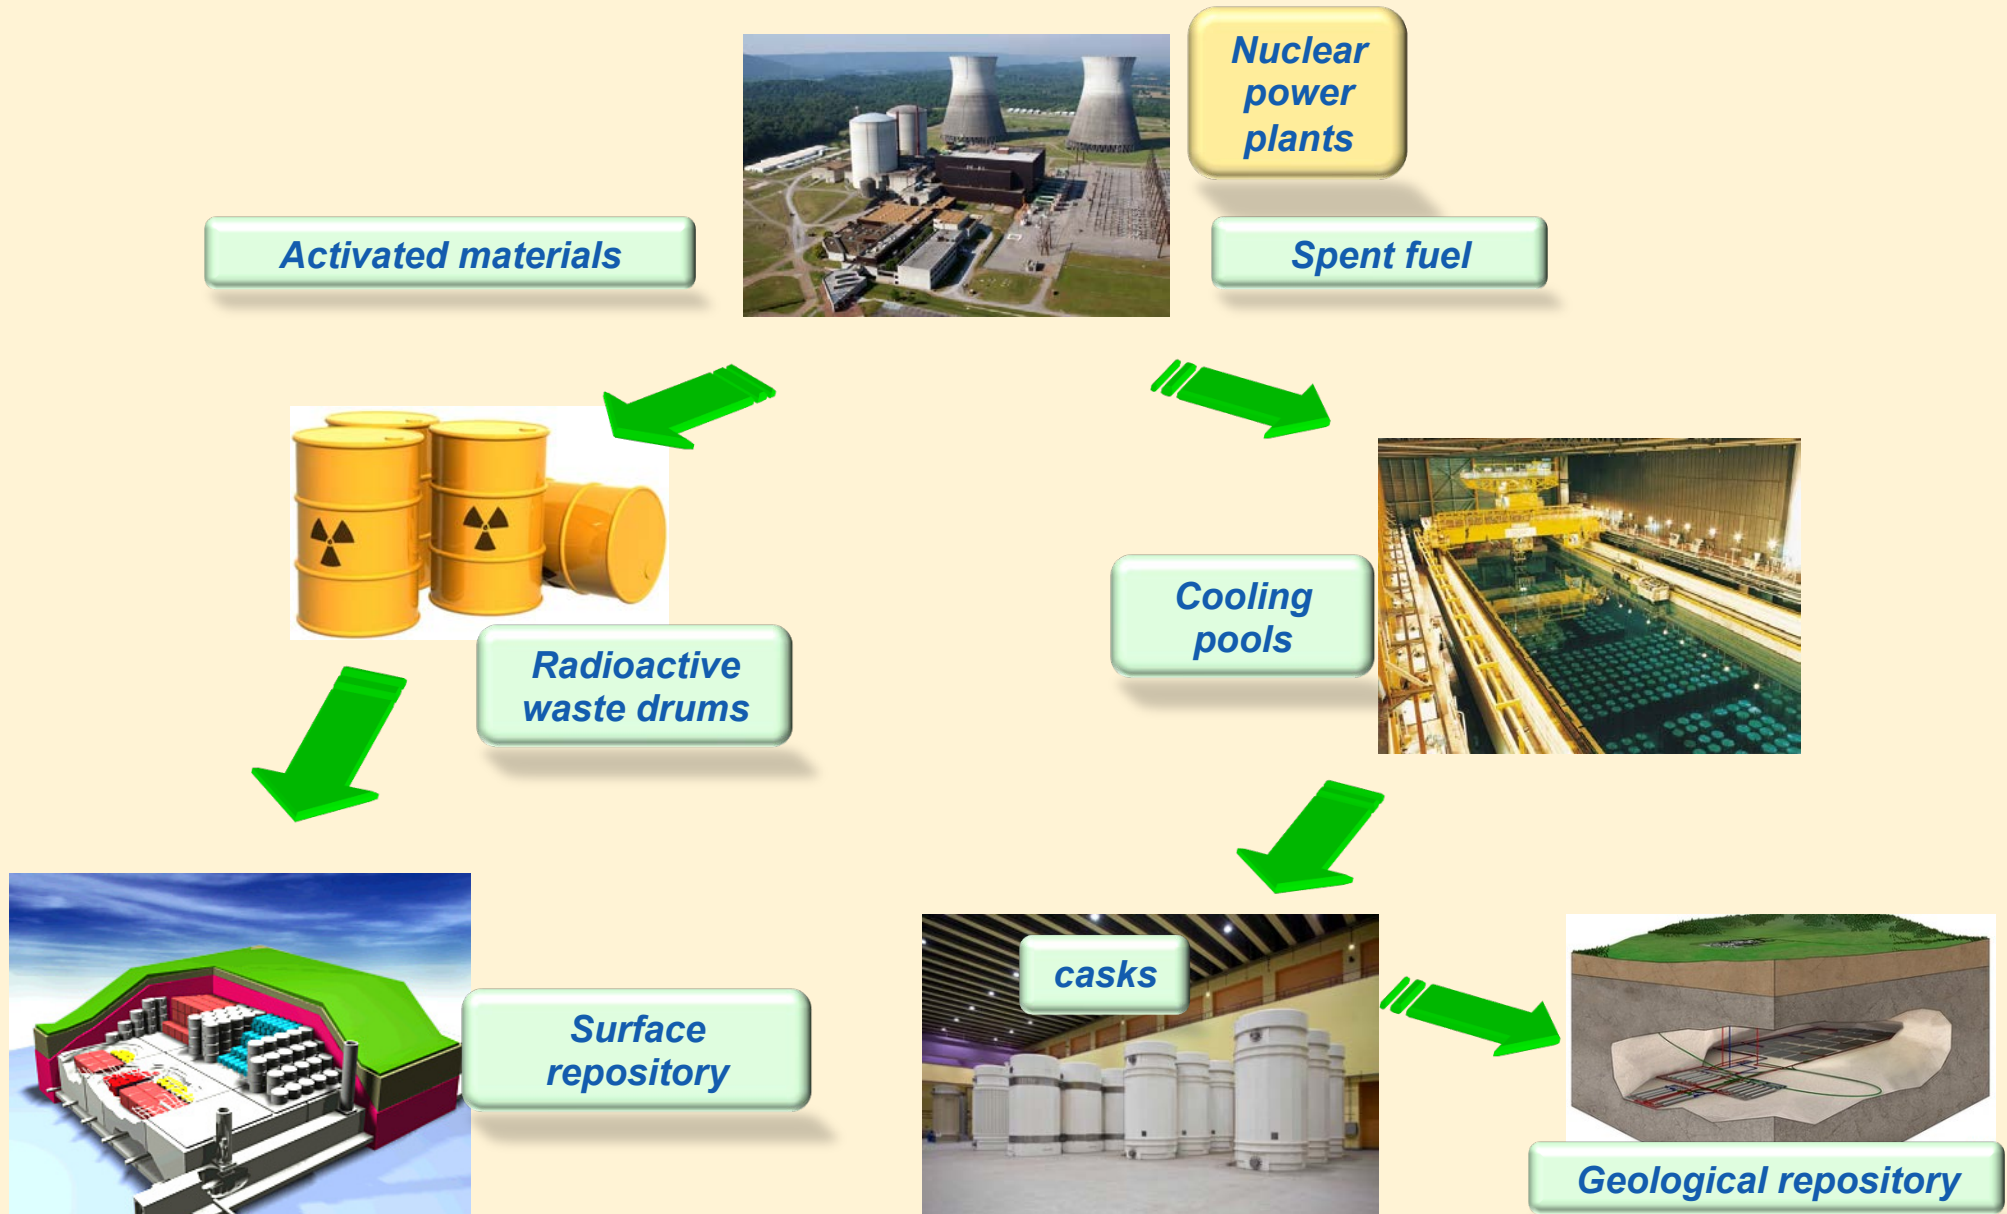 Nuclear
power
plants
Activated materials
Spent fuel
Radioactive
waste drums
Cooling
pools
casks
Surface
repository
Geological repository